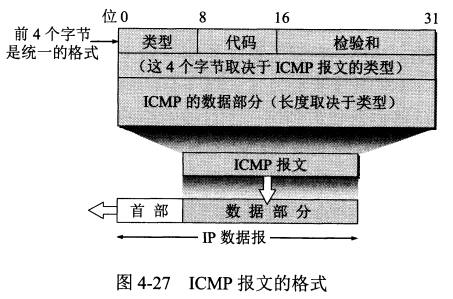 位 0 8 16 31
前 4 个字节
是统一的格式
类型 代码 检验和
(这 4 个字节取决于 ICMP 报文的类型)
ICMP 的数据部分(长度取决于类型)
ICMP 报文
首部 数据部分
IP 数据报
图 4-27 ICMP 报文的格式